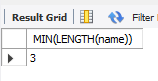 Result Grid Filter
MIN(LENGTH(name))
3